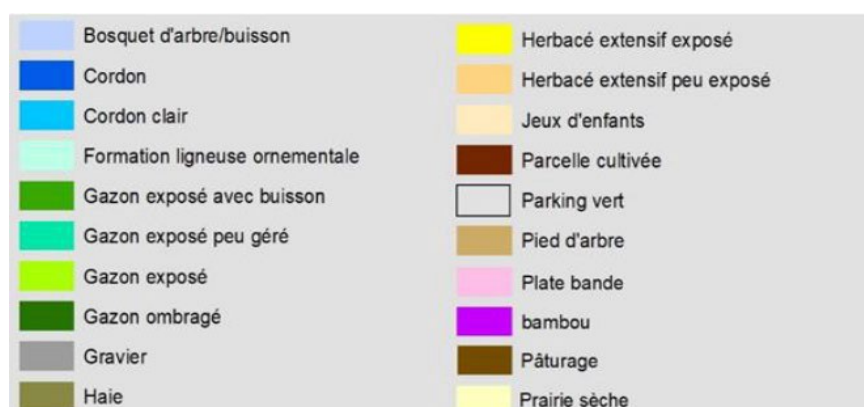 Bosquet d'arbre/buisson
Cordon
Cordon clair
Formation ligneuse ornementale
Gazon exposé avec buisson
Gazon exposé peu géré
Gazon exposé
Gazon ombragé
Gravier
Haie
Herbacé extensif exposé
Herbacé extensif peu exposé
Jeux d'enfants
Parcelle cultivée
Parking vert
Pied d'arbre
Plate bande
bambou
Pâturage
Prairie sèche